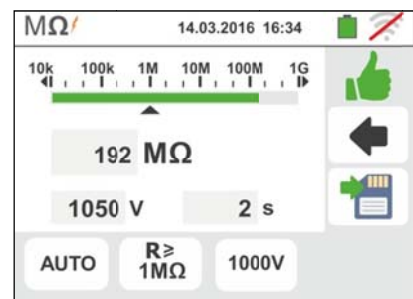 MΩ 14.03.2016 16:34
10k 100k 1M 10M 100M 1G
192 MΩ
1050 V 2 s
AUTO R≥ 1MΩ 1000V